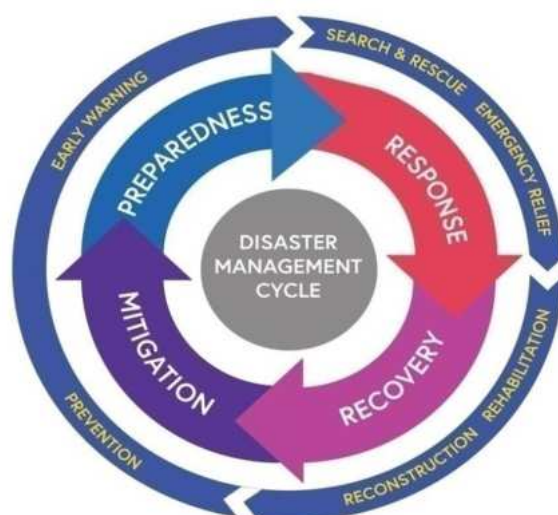 SEARCH & RESCUE
EMERGENCY RELIEF
EARLY WARNING
PREPAREDNESS
RESPONSE
DISASTER
MANAGEMENT
CYCLE
MITIGATION
RECOVERY
PREVENTION
RECONSTRUCTION
REHABILITATION